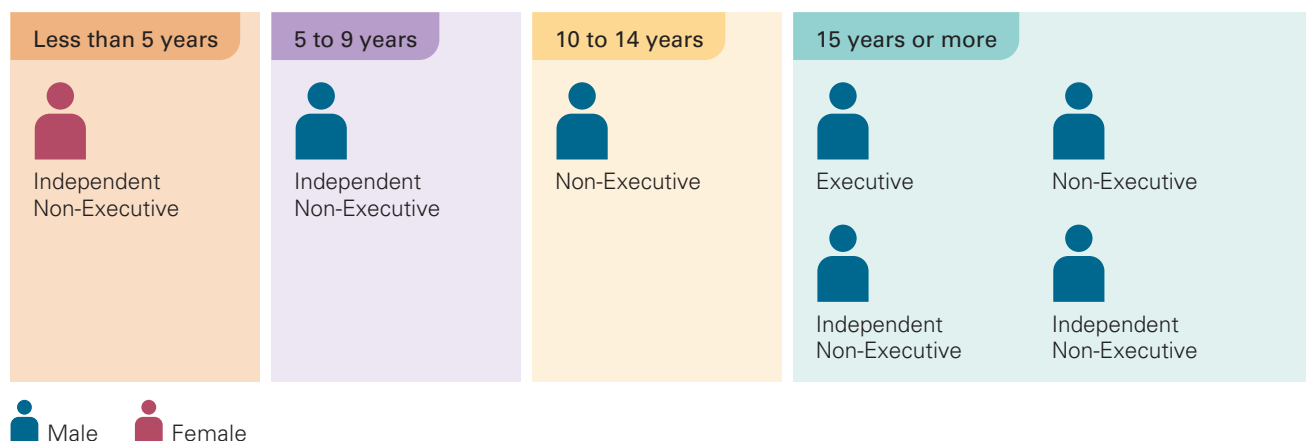 Less than 5 years
Independent
Non-Executive
5 to 9 years
Independent
Non-Executive
10 to 14 years
Non-Executive
15 years or more
Executive
Non-Executive
Independent
Non-Executive
Independent
Non-Executive
Male
Female